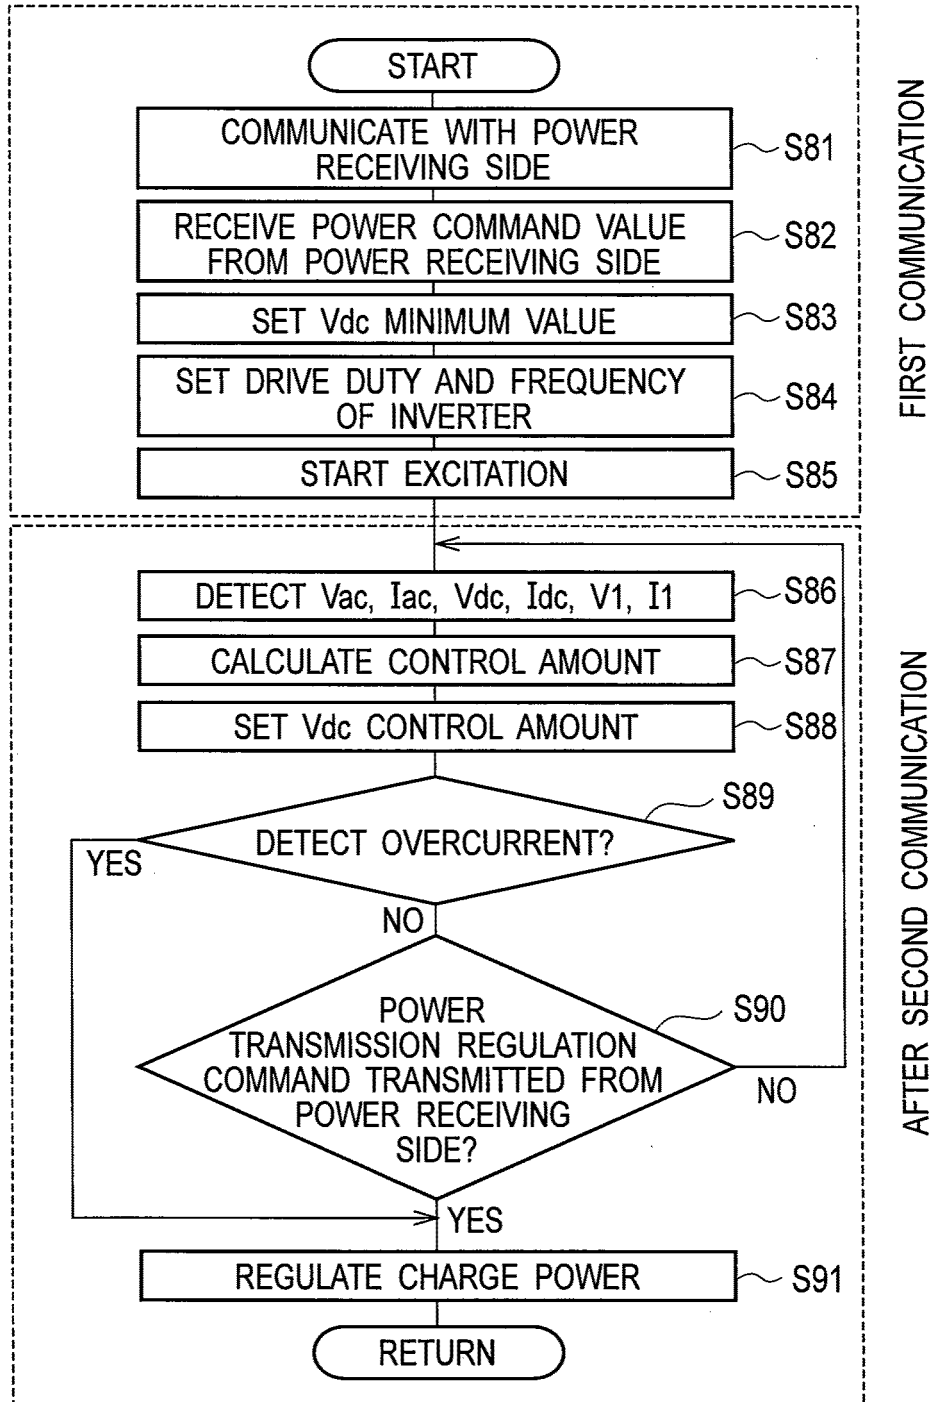 START
COMMUNICATE WITH POWER
RECEIVING SIDE
S81
RECEIVE POWER COMMAND VALUE
FROM POWER RECEIVING SIDE
S82
SET Vdc MINIMUM VALUE
S83
SET DRIVE DUTY AND FREQUENCY
OF INVERTER
S84
START EXCITATION
S85
FIRST COMMUNICATION
DETECT Vac, Iac, Vdc, Idc, V1, I1
S86
CALCULATE CONTROL AMOUNT
S87
SET Vdc CONTROL AMOUNT
S88
S89
DETECT OVERCURRENT?
YES
NO
S90
POWER
TRANSMISSION REGULATION
COMMAND TRANSMITTED FROM
POWER RECEIVING
SIDE?
NO
YES
REGULATE CHARGE POWER
S91
RETURN
AFTER SECOND COMMUNICATION